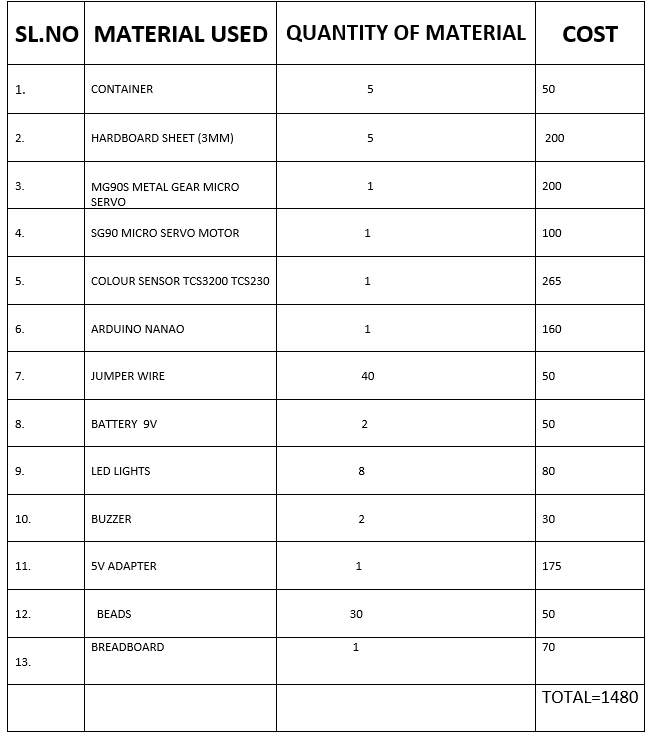 SL.NO MATERIAL USED QUANTITY OF MATERIAL COST
1. CONTAINER 5 50
2. HARDBOARD SHEET (3MM) 5 200
3. MG90S METAL GEAR MICRO 1 200
SERVO
4. SG90 MICRO SERVO MOTOR 1 100
5. COLOUR SENSOR TCS3200 TCS230 1 265
6. ARDUINO NANAO 1 160
7. JUMPER WIRE 40 50
8. BATTERY 9V 2 50
9. LED LIGHTS 8 80
10. BUZZER 2 30
11. 5V ADAPTER 1 175
12. BEADS 30 50
13. BREADBOARD 1 70
TOTAL=1480